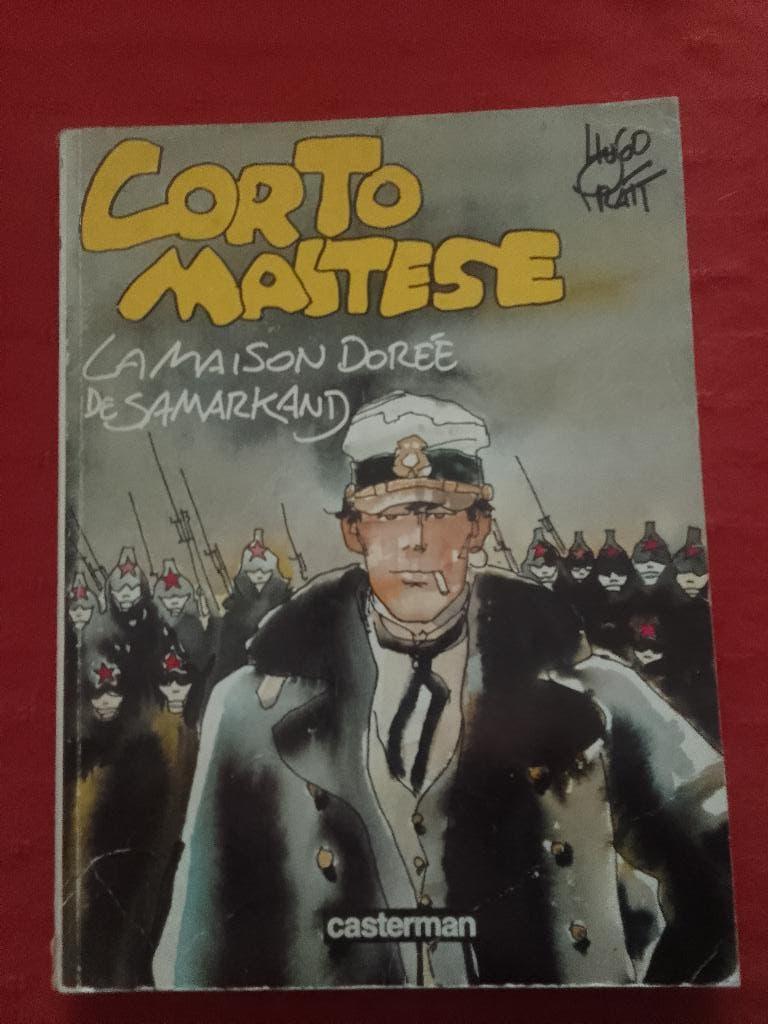 CORTO
MALTESE
HUGO
PRATT
LA MAISON DORÉE
DE SAMARKAND
casterman